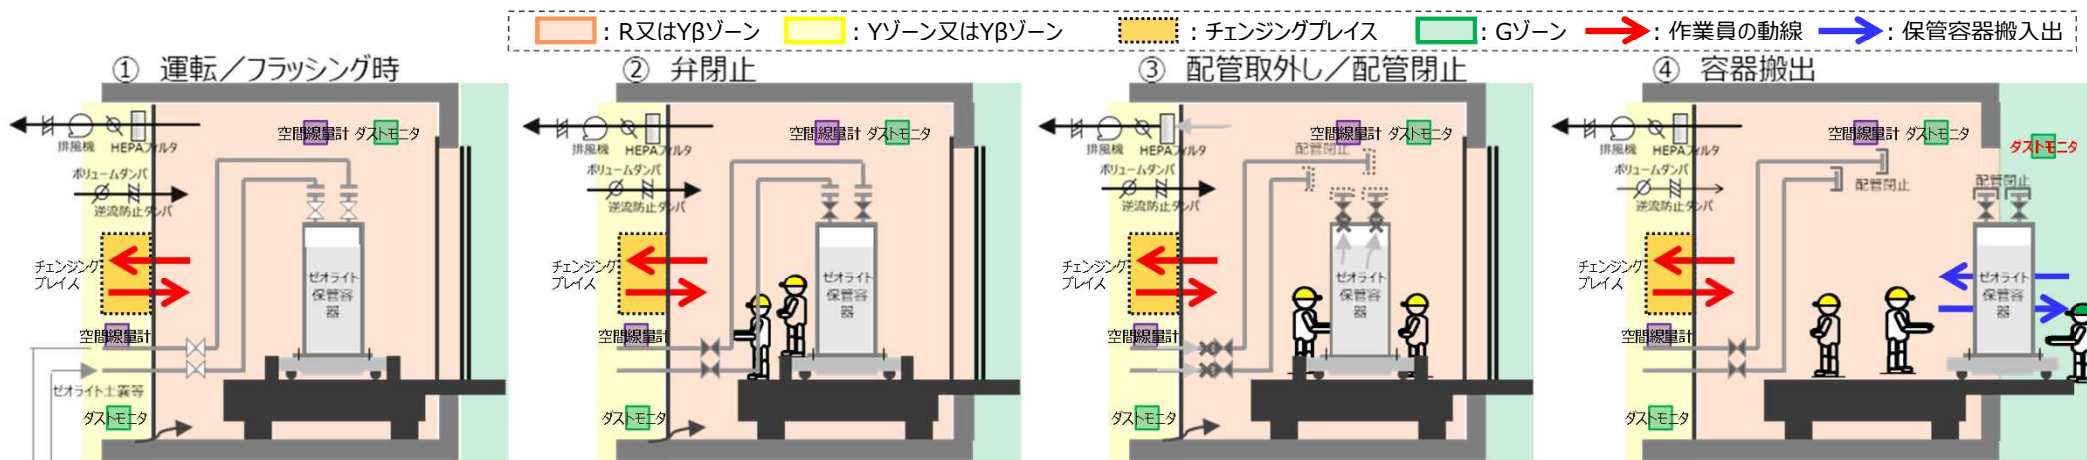 ：R又はYβゾーン ：Yゾーン又はYβゾーン ：チェンジングプレイス ：Gゾーン ：作業員の動線 ：保管容器搬入出
① 運転／フラッシング時
空間線量計 ダストモニタ
排風機 HEPAフィルタ
ボリュームダンパ
逆流防止ダンパ
チェンジング
プレイス
ゼオライト
保管容
器
空間線量計
ゼオライト土嚢等
ダストモニタ
② 弁閉止
空間線量計 ダストモニタ
排風機 HEPAフィルタ
ボリュームダンパ
逆流防止ダンパ
チェンジング
プレイス
ゼオライト
保管容
器
空間線量計
ダストモニタ
③ 配管取外し／配管閉止
空間線量計 ダストモニタ
排風機 HEPAフィルタ
配管閉止
ボリュームダンパ
逆流防止ダンパ
チェンジング
プレイス
ゼオライト
保管容
器
空間線量計
ダストモニタ
④ 容器搬出
空間線量計 ダストモニタ
ダストモニタ
排風機 HEPAフィルタ
ボリュームダンパ
配管閉止 配管閉止
逆流防止ダンパ
チェンジング
プレイス
ゼオライト
保管容
器
空間線量計
ダストモニタ